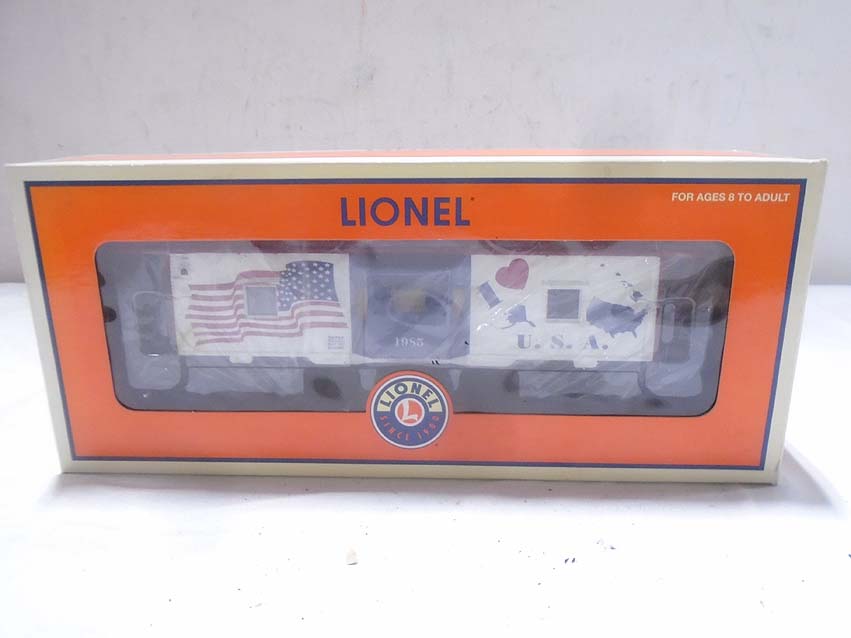 LIONEL
FOR AGES 8 TO ADULT
I
1985
U. S. A.
LIONEL
L
SINCE 1900